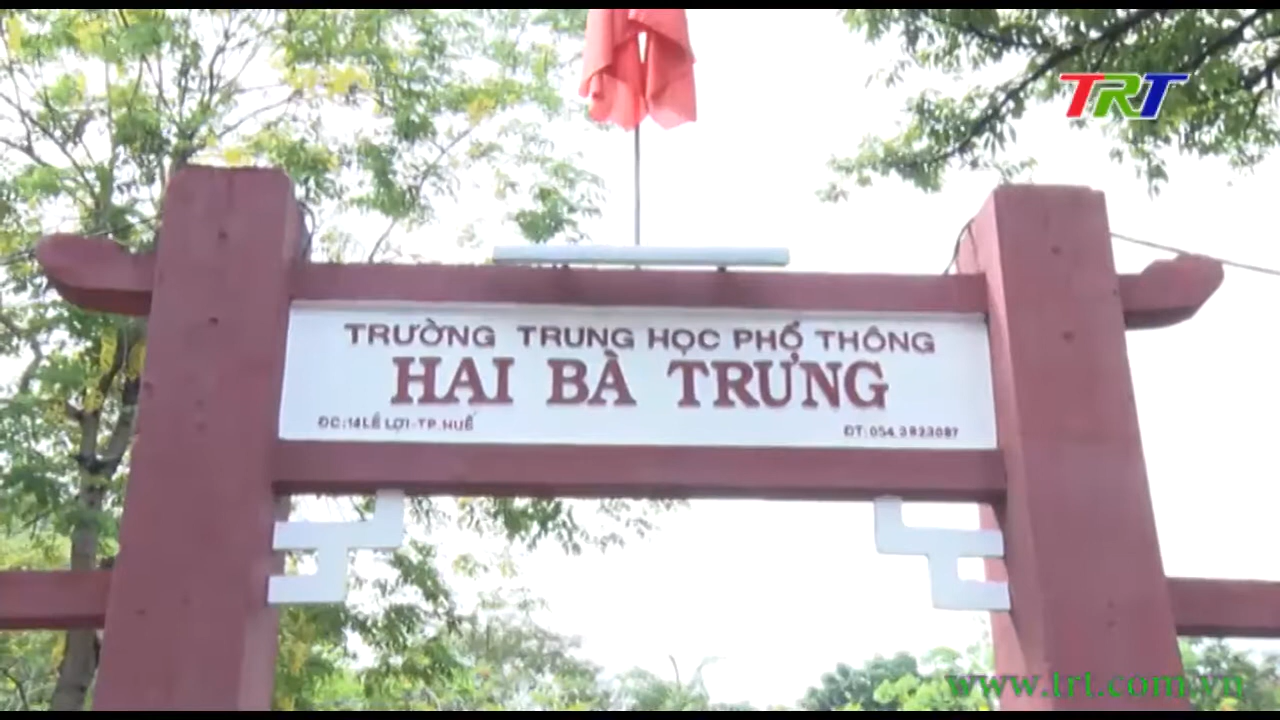 TRT
TRƯỜNG TRUNG HỌC PHỔ THÔNG
HAI BÀ TRƯNG
ĐC:14 LÊ LỢI-TP.HUẾ
ĐT:054.3823087
www.trt.com.vn